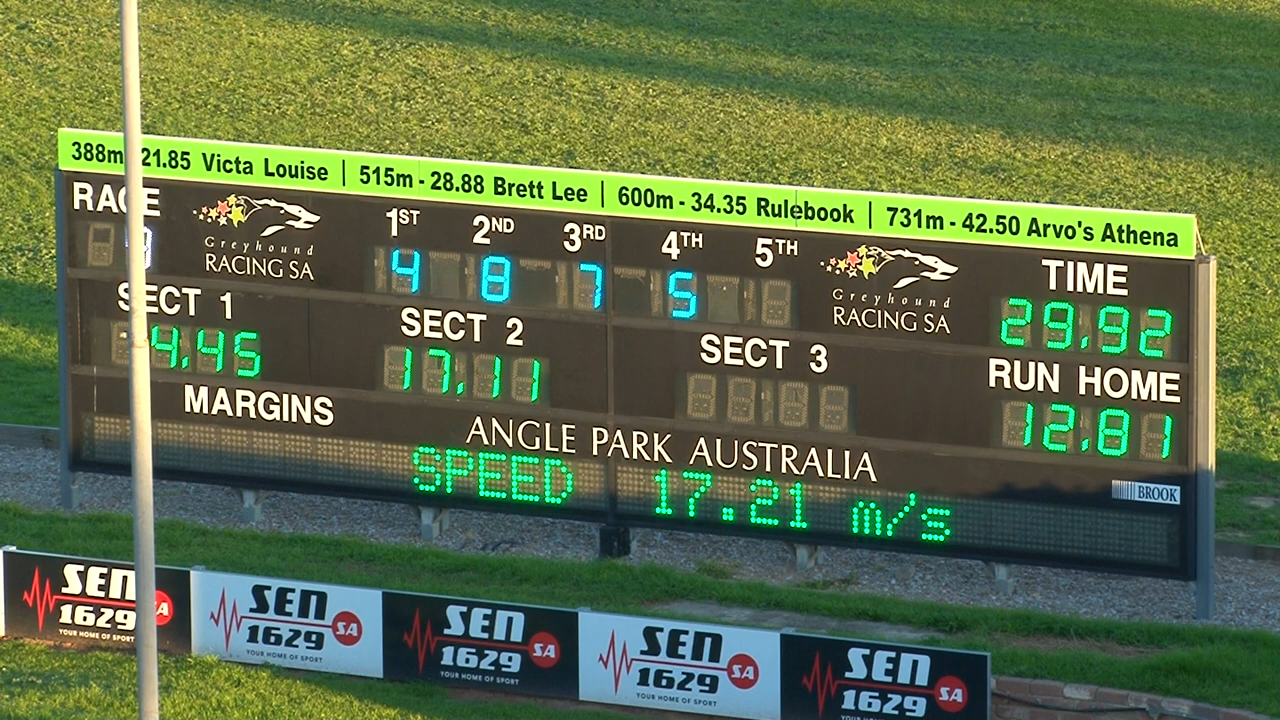 388m 21.85 Victa Louise | 515m - 28.88 Brett Lee | 600m - 34.35 Rulebook | 731m - 42.50 Arvo's Athena
RACE
Greyhound
RACING SA
1ST 2ND 3RD 4TH 5TH
4 8 7 5
Greyhound
RACING SA
TIME
29.92
SECT 1
4.45
SECT 2
17.11
SECT 3
RUN HOME
12.81
MARGINS
ANGLE PARK AUSTRALIA
SPEED 17.21 m/s
BROOK
SEN
1629 SA
YOUR HOME OF SPORT
SEN
1629 SA
YOUR HOME OF SPORT
SEN
1629 SA
YOUR HOME OF SPORT
SEN
1629 SA
YOUR HOME OF SPORT
SEN
1629 SA
YOUR HOME OF SPORT